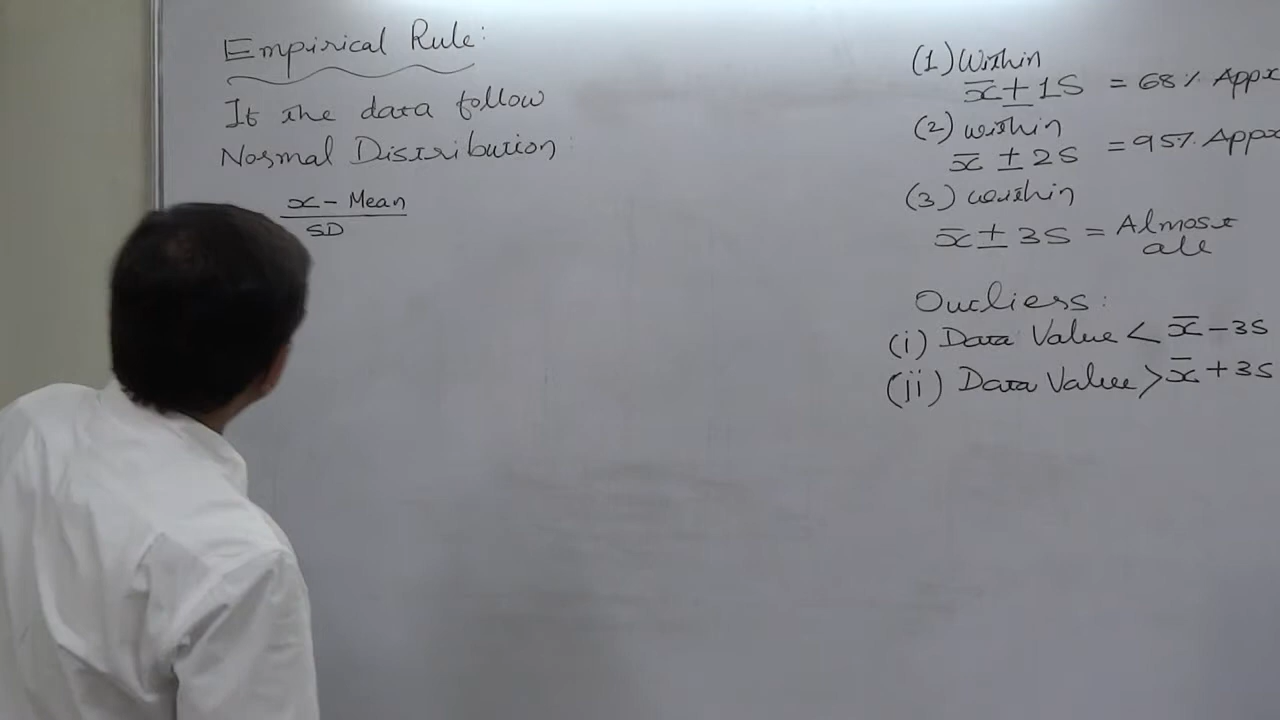 Empirical Rule:
If the data follow
Normal Distribution:
x - Mean
SD
(1) Within
x̄ ± 1S = 68% Appx
(2) within
x̄ ± 2S = 95% Appx
(3) within
x̄ ± 3S = Almost
all
Outliers:
(i) Data Value < x̄ - 3S
(ii) Data Value > x̄ + 3S